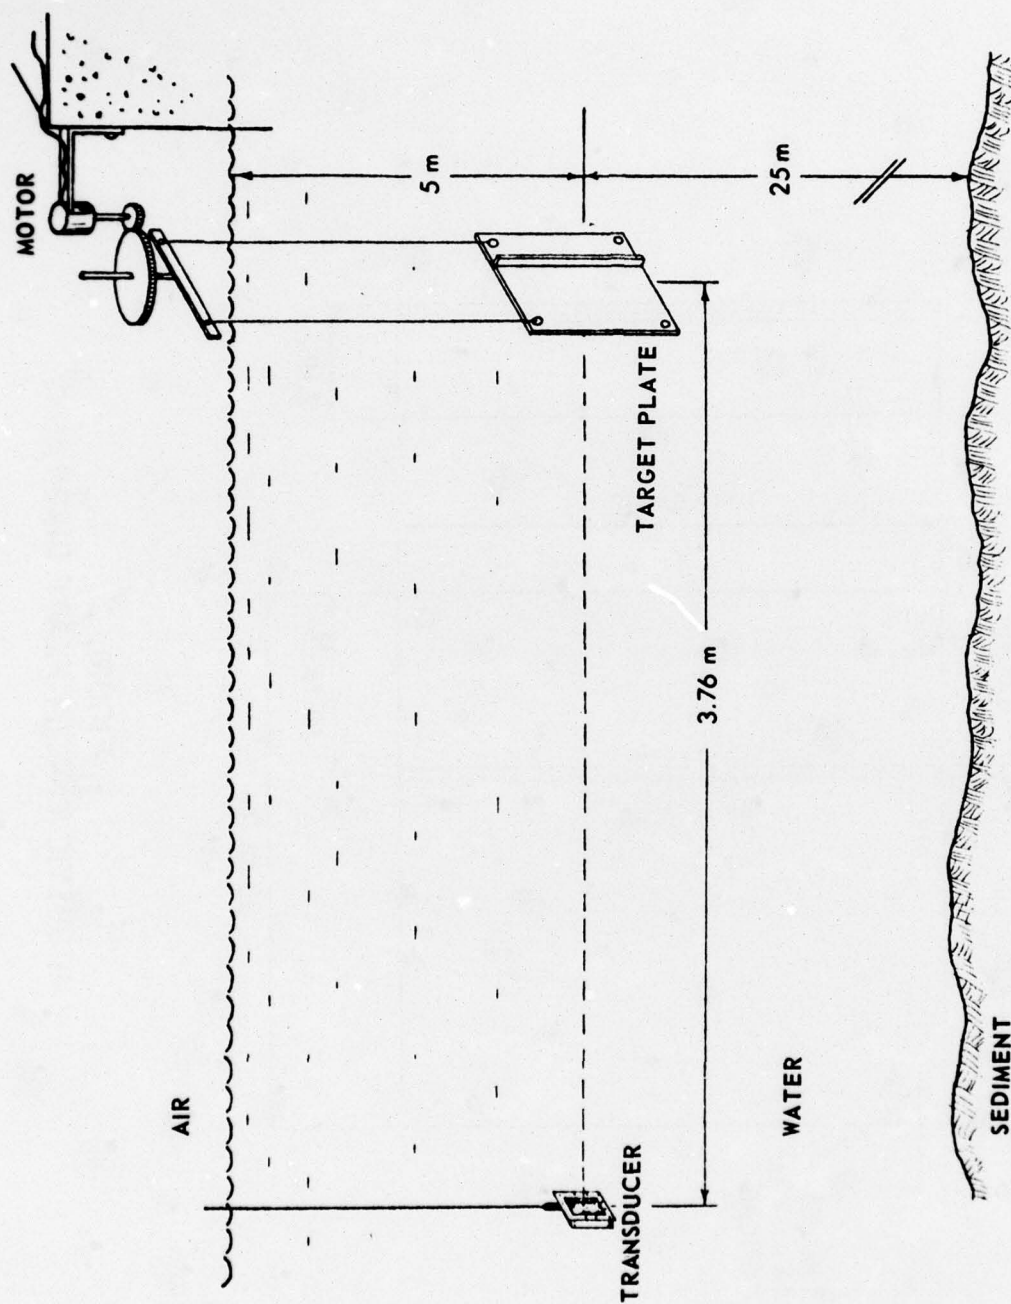 MOTOR
AIR
5 m
25 m
TARGET PLATE
3.76 m
TRANSDUCER
WATER
SEDIMENT